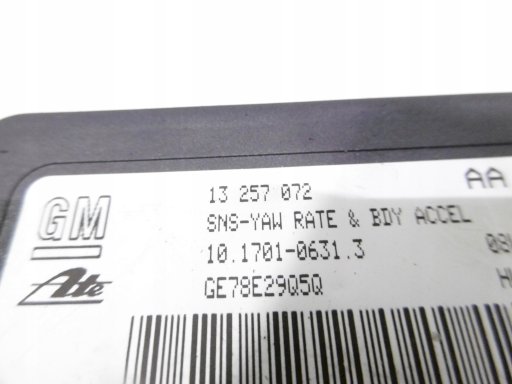 GM
13 257 072
AA
SNS-YAW RATE & BDY ACCEL
10.1701-0631.3
Ate
GE78E29Q5Q